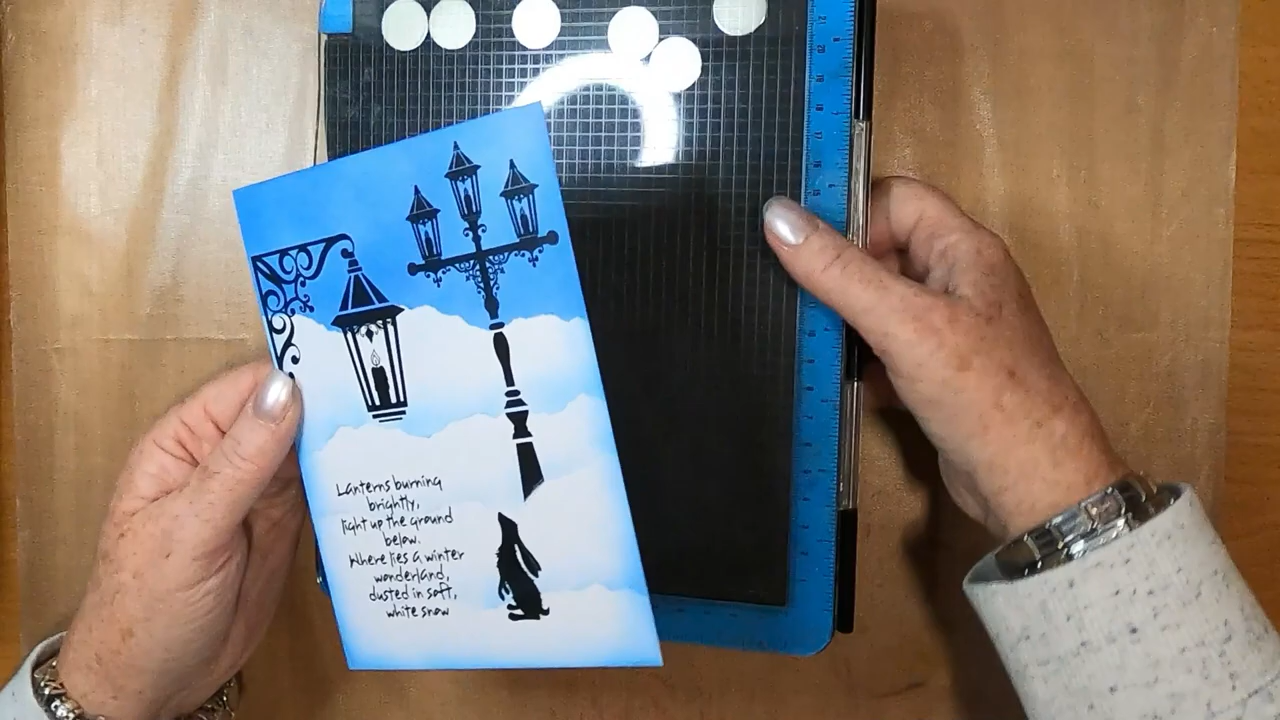 Lanterns burning
brightly,
light up the ground
below.
Where lies a winter
wonderland,
dusted in soft,
white snow